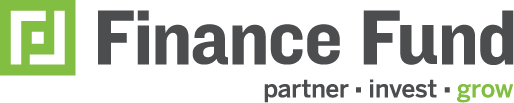 Finance Fund
partner · invest · grow